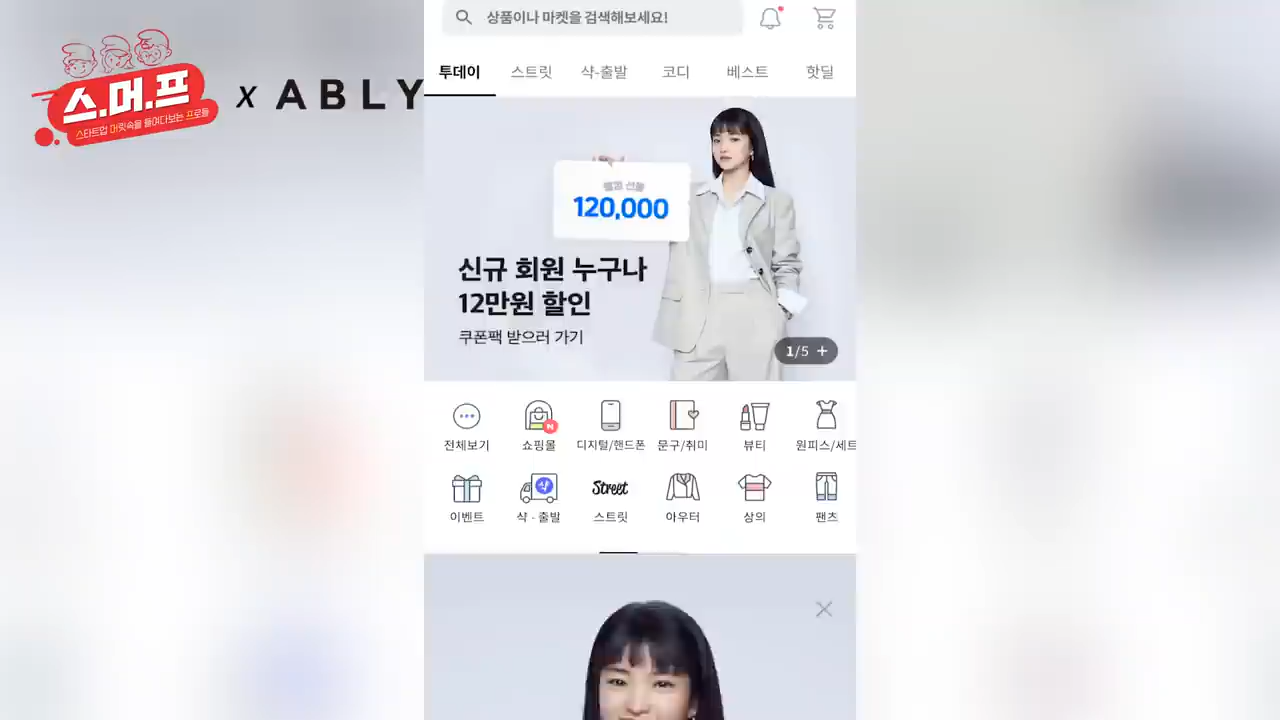 스.머.프
스타트업 머릿속을 들여다보는 프로들
x ABLY
상품이나 마켓을 검색해보세요!
투데이 스트릿 샥-출발 코디 베스트 핫딜
120,000
신규 회원 누구나
12만원 할인
쿠폰팩 받으러 가기
1/5 +
N
전체보기 쇼핑몰 디지털/핸드폰 문구/취미 뷰티 원피스/세트
샥
Street
이벤트 샥 - 출발 스트릿 아우터 상의 팬츠